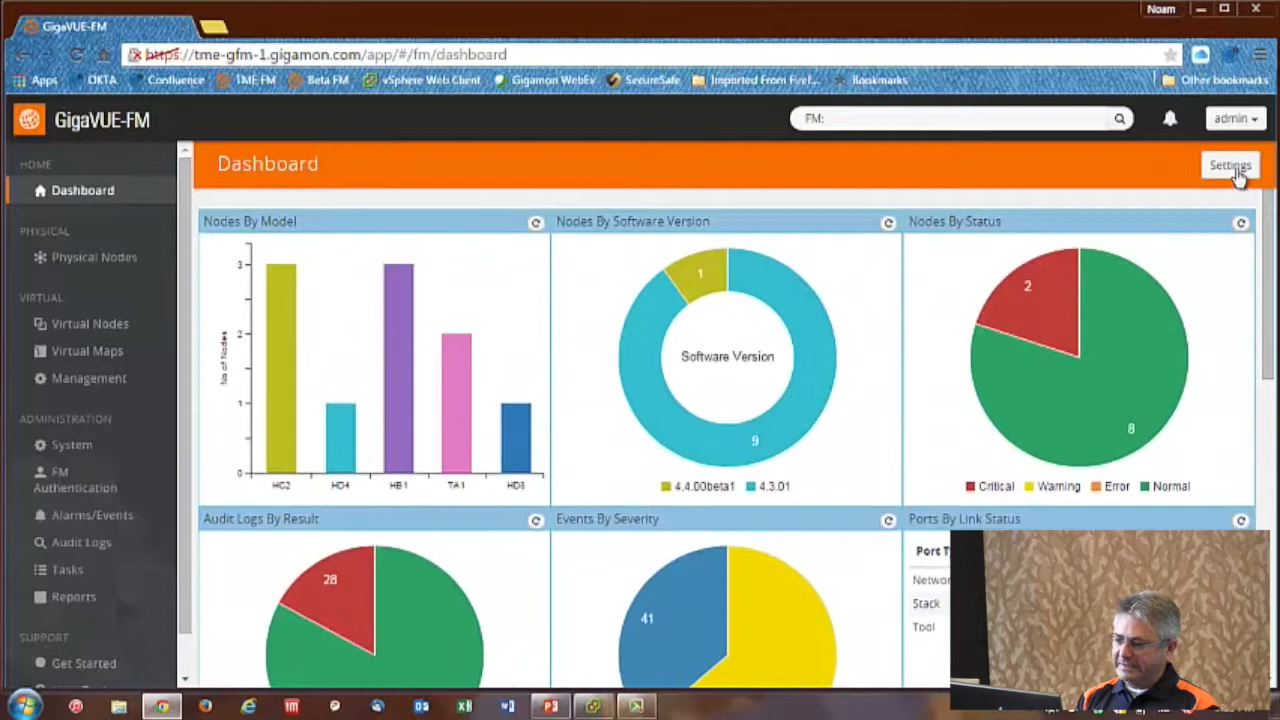 Noam
GigaVUE-FM
https://tme-gfm-1.gigamon.com/app/#/fm/dashboard
Apps OKTA Confluence TME FM Beta FM vSphere Web Client Gigamon WebEx SecureSafe Imported From Firef... Bookmarks Other bookmarks
GigaVUE-FM FM: admin
HOME
Dashboard
PHYSICAL
Physical Nodes
VIRTUAL
Virtual Nodes
Virtual Maps
Management
ADMINISTRATION
System
FM
Authentication
Alarms/Events
Audit Logs
Tasks
Reports
SUPPORT
Get Started
Dashboard Settings
Nodes By Model
3
2
1
0
No of Nodes
HC2 HD4 HB1 TA1 HD8
Nodes By Software Version
1
Software Version
9
4.4.00beta1 4.3.01
Nodes By Status
2
8
Critical Warning Error Normal
Audit Logs By Result
28
Events By Severity
41
Ports By Link Status
Port T
Networ
Stack
Tool